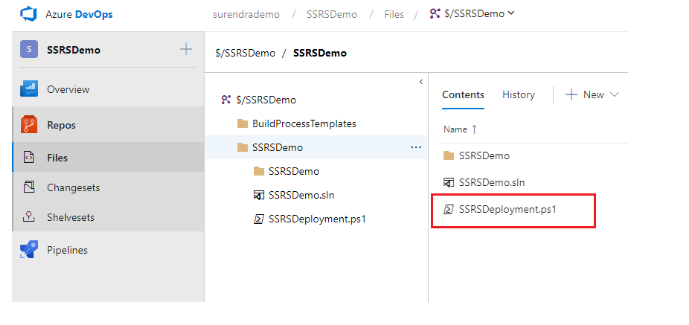 Azure DevOps
surendrademo / SSRSDemo / Files / $/SSRSDemo
S SSRSDemo
$/SSRSDemo / SSRSDemo
Overview
Repos
Files
Changesets
Shelvesets
Pipelines
$/SSRSDemo
BuildProcessTemplates
SSRSDemo
SSRSDemo
SSRSDemo.sln
SSRSDeployment.ps1
Contents History + New
Name ↑
SSRSDemo
SSRSDemo.sln
SSRSDeployment.ps1